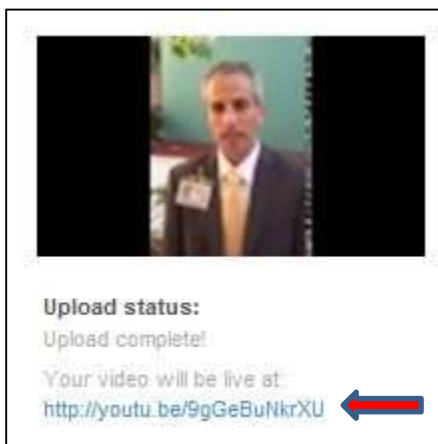 Upload status:
Upload complete!
Your video will be live at:
http://youtu.be/9gGeBuNkrXU